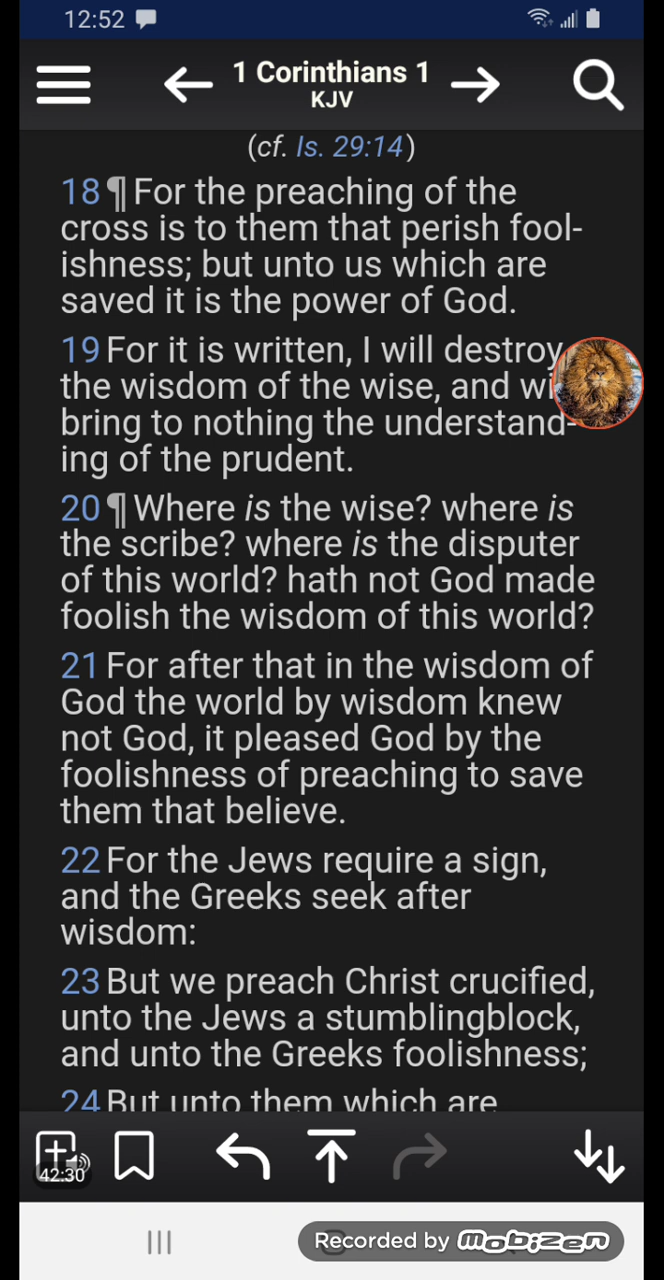 12:52
1 Corinthians 1
KJV
(cf. Is. 29:14)
18 ¶ For the preaching of the
cross is to them that perish fool-
ishness; but unto us which are
saved it is the power of God.
19 For it is written, I will destroy
the wisdom of the wise, and wi
bring to nothing the understand-
ing of the prudent.
20 ¶ Where is the wise? where is
the scribe? where is the disputer
of this world? hath not God made
foolish the wisdom of this world?
21 For after that in the wisdom of
God the world by wisdom knew
not God, it pleased God by the
foolishness of preaching to save
them that believe.
22 For the Jews require a sign,
and the Greeks seek after
wisdom:
23 But we preach Christ crucified,
unto the Jews a stumblingblock,
and unto the Greeks foolishness;
24 But unto them which are
42:30
Recorded by mobizen